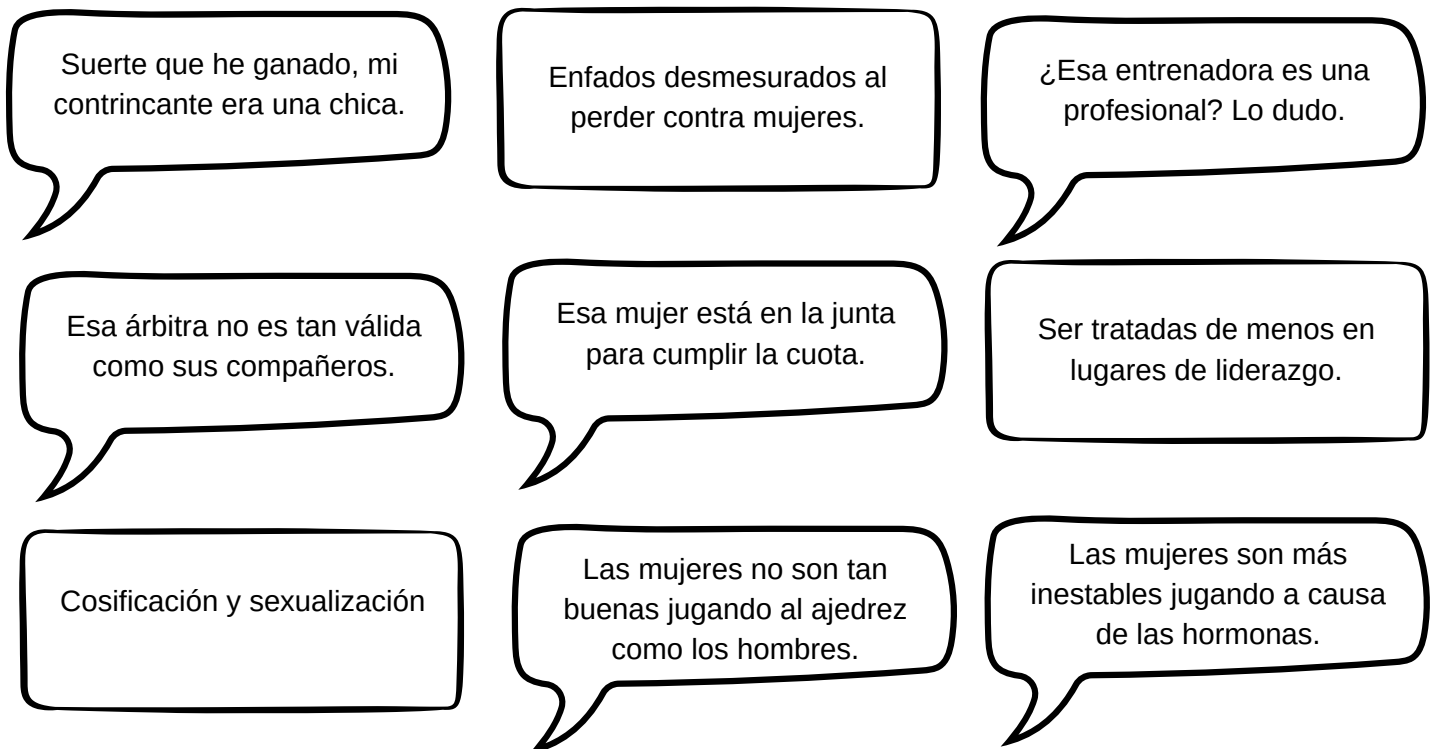 Suerte que he ganado, mi
contrincante era una chica.
Enfados desmesurados al
perder contra mujeres.
¿Esa entrenadora es una
profesional? Lo dudo.
Esa árbitra no es tan válida
como sus compañeros.
Esa mujer está en la junta
para cumplir la cuota.
Ser tratadas de menos en
lugares de liderazgo.
Cosificación y sexualización
Las mujeres no son tan
buenas jugando al ajedrez
como los hombres.
Las mujeres son más
inestables jugando a causa
de las hormonas.